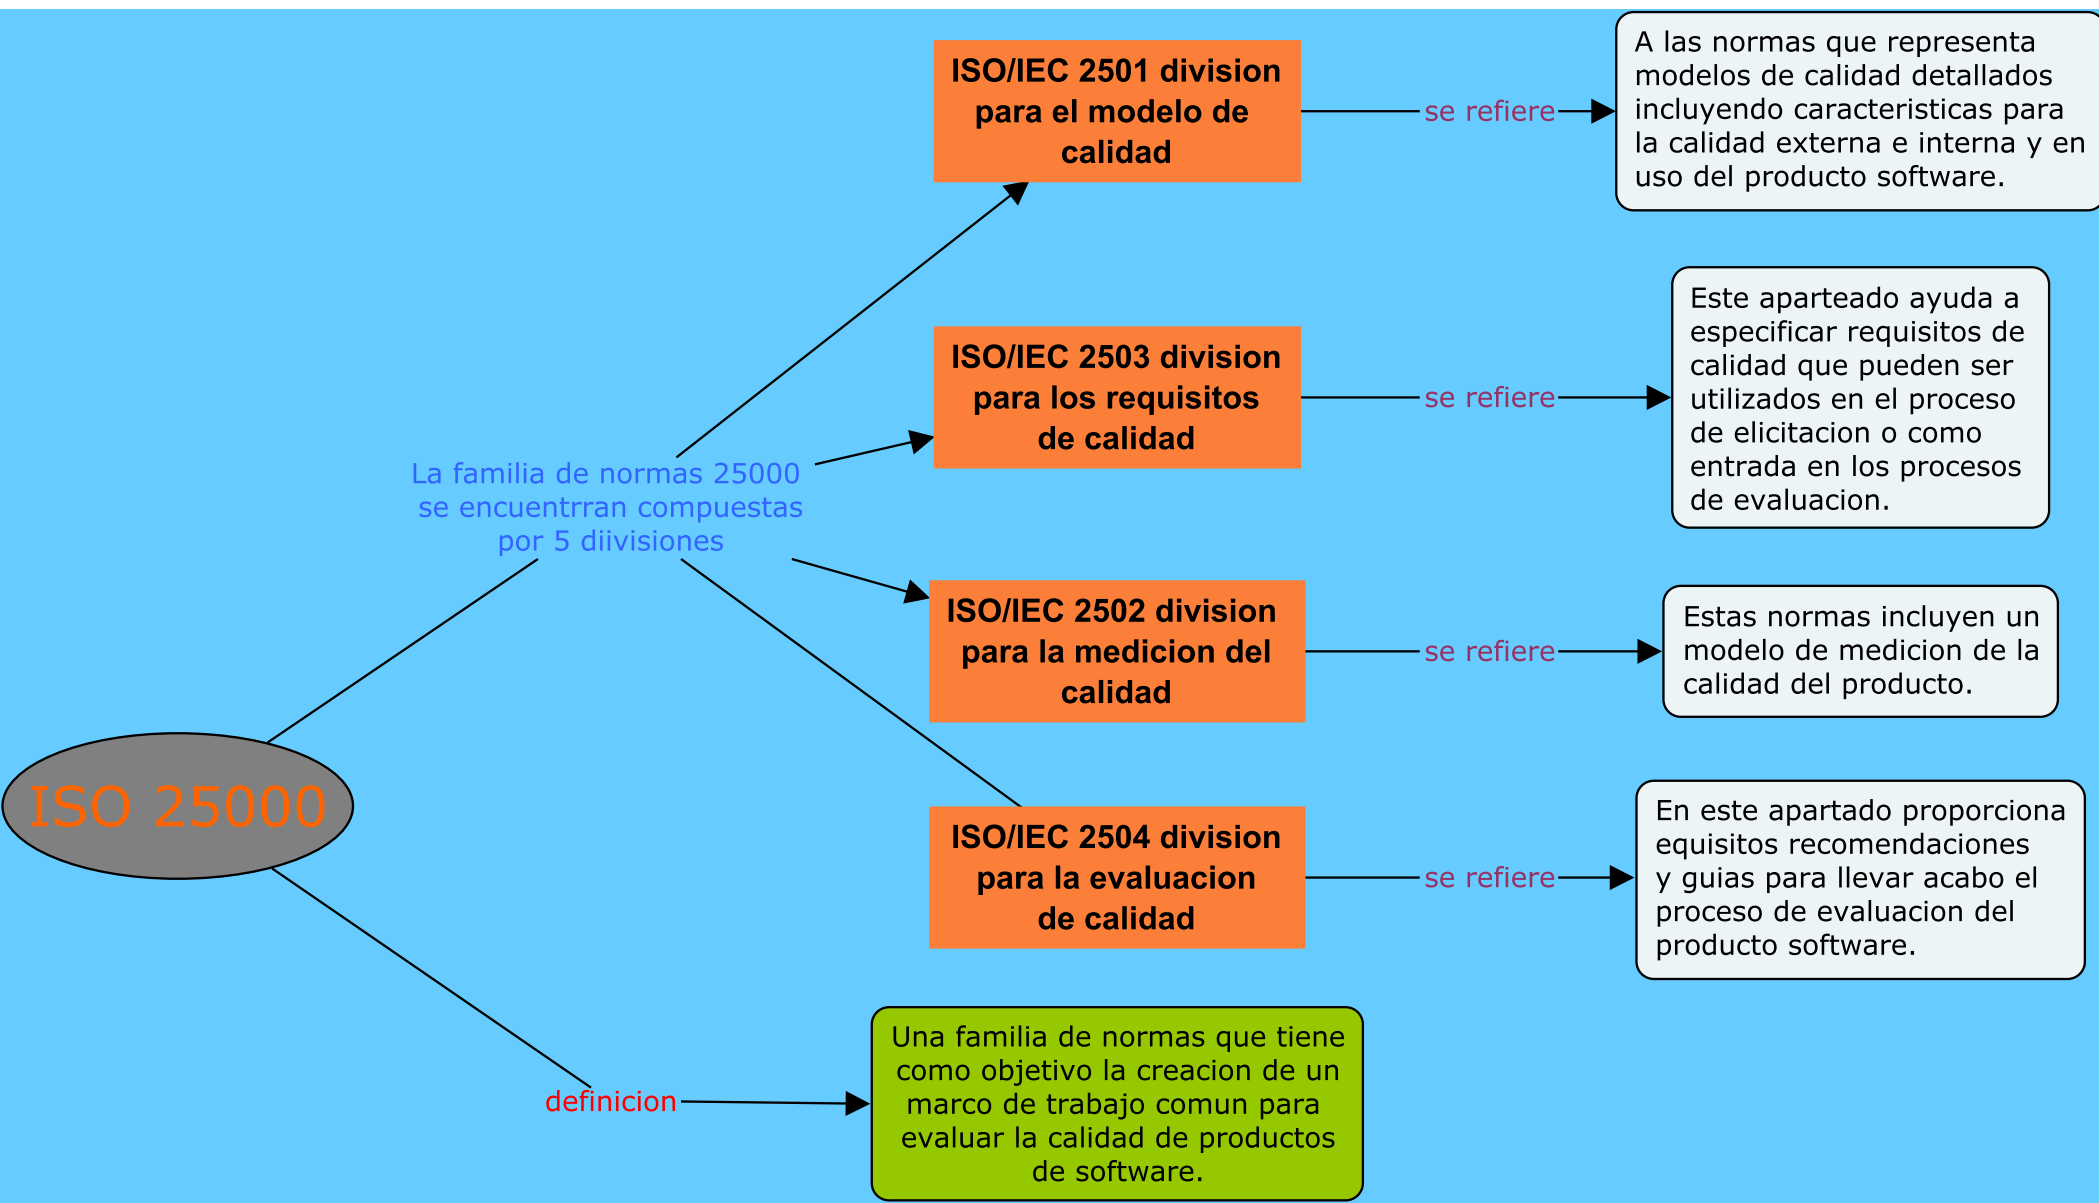 ISO/IEC 2501 division
para el modelo de
calidad
se refiere
A las normas que representa
modelos de calidad detallados
incluyendo caracteristicas para
la calidad externa e interna y en
uso del producto software.
ISO/IEC 2503 division
para los requisitos
de calidad
se refiere
Este aparteado ayuda a
especificar requisitos de
calidad que pueden ser
utilizados en el proceso
de elicitacion o como
entrada en los procesos
de evaluacion.
La familia de normas 25000
se encuentrran compuestas
por 5 diivisiones
ISO/IEC 2502 division
para la medicion del
calidad
se refiere
Estas normas incluyen un
modelo de medicion de la
calidad del producto.
ISO 25000
ISO/IEC 2504 division
para la evaluacion
de calidad
se refiere
En este apartado proporciona
equisitos recomendaciones
y guias para llevar acabo el
proceso de evaluacion del
producto software.
definicion
Una familia de normas que tiene
como objetivo la creacion de un
marco de trabajo comun para
evaluar la calidad de productos
de software.